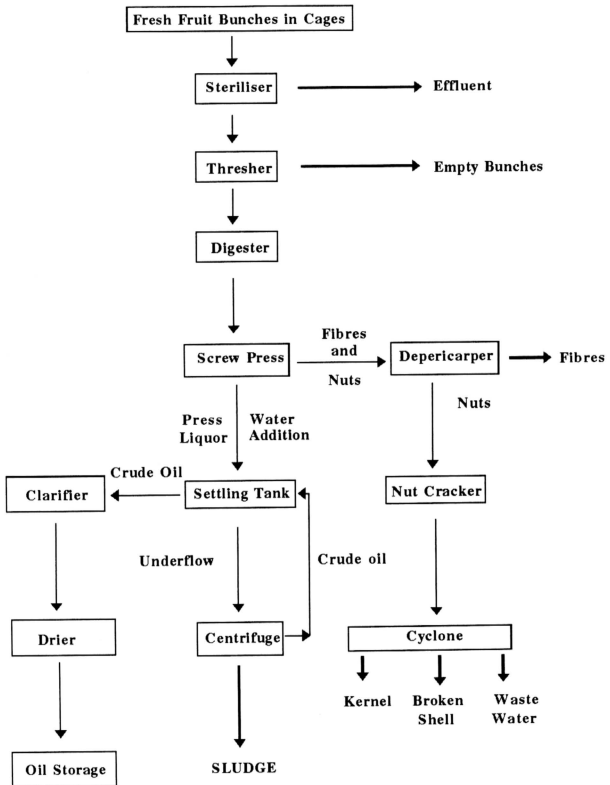 Fresh Fruit Bunches in Cages
Steriliser
Effluent
Thresher
Empty Bunches
Digester
Screw Press
Fibres
and
Nuts
Depericarper
Fibres
Press
Liquor
Water
Addition
Nuts
Crude Oil
Clarifier
Settling Tank
Nut Cracker
Underflow
Crude oil
Drier
Centrifuge
Cyclone
Kernel
Broken
Shell
Waste
Water
Oil Storage
SLUDGE